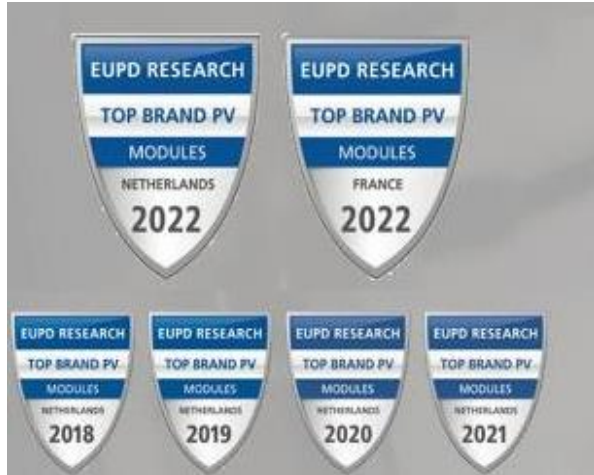 EUPD RESEARCH
TOP BRAND PV
MODULES
NETHERLANDS
2022
EUPD RESEARCH
TOP BRAND PV
MODULES
FRANCE
2022
EUPD RESEARCH
TOP BRAND PV
MODULES
NETHERLANDS
2018
EUPD RESEARCH
TOP BRAND PV
MODULES
NETHERLANDS
2019
EUPD RESEARCH
TOP BRAND PV
MODULES
NETHERLANDS
2020
EUPD RESEARCH
TOP BRAND PV
MODULES
NETHERLANDS
2021